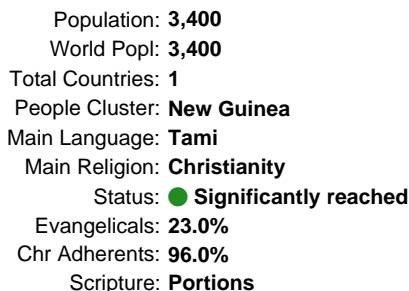 Population: 3,400
World Popl: 3,400
Total Countries: 1
People Cluster: New Guinea
Main Language: Tami
Main Religion: Christianity
Status: Significantly reached
Evangelicals: 23.0%
Chr Adherents: 96.0%
Scripture: Portions